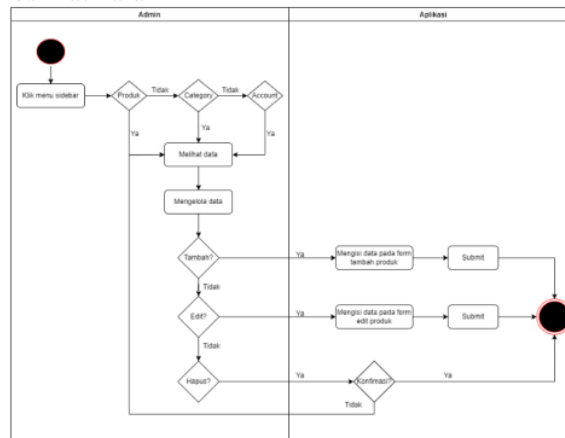 Admin
Aplikasi
Klik menu sidebar
Produk
Tidak
Category
Tidak
Account
Ya
Ya
Ya
Melihat data
Mengelola data
Tambah?
Ya
Mengisi data pada form
tambah produk
Submit
Tidak
Edit?
Ya
Mengisi data pada form
edit produk
Submit
Tidak
Hapus?
Ya
Konfimasi?
Ya
Tidak